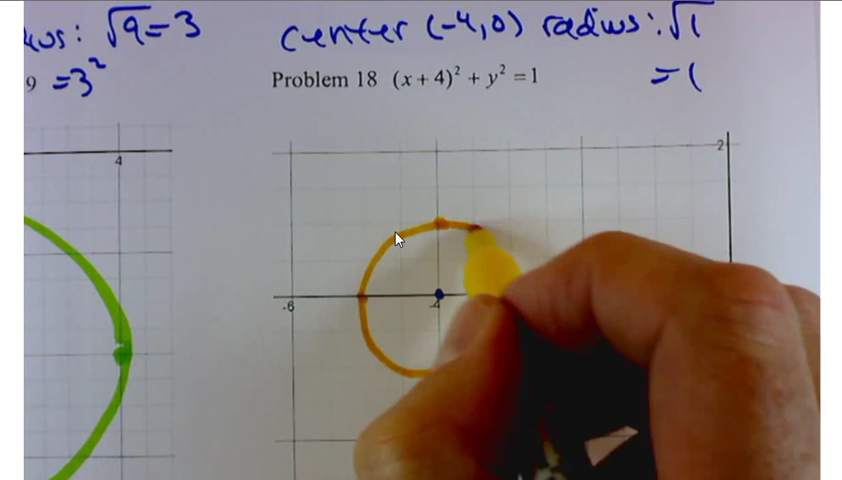 √9 = 3
center (-4,0) radius: √1
9 = 3²
Problem 18 (x + 4)² + y² = 1
= 1
4
2
-6
-4